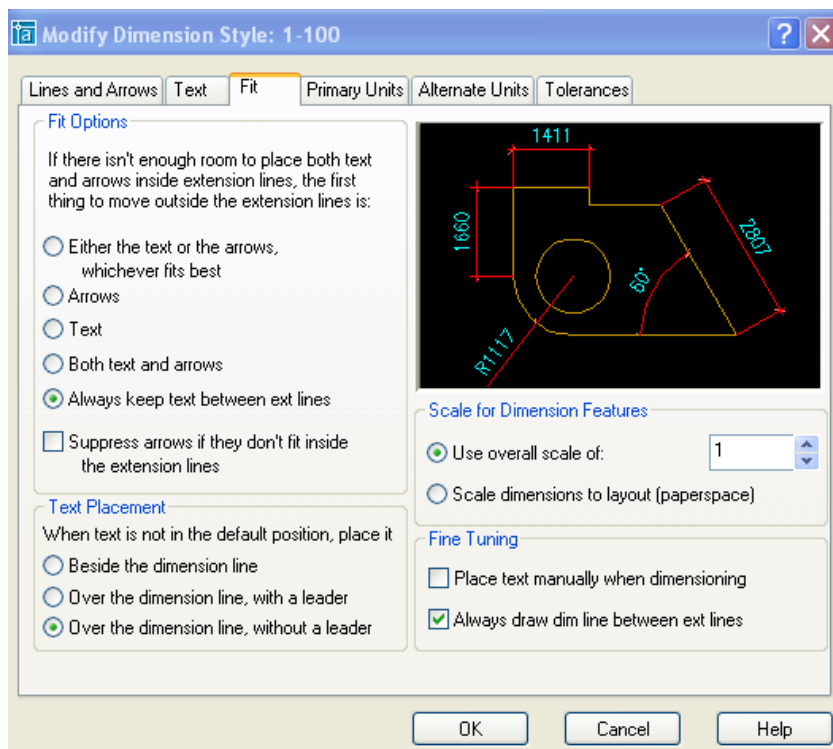 Modify Dimension Style: 1-100
Lines and Arrows Text Fit Primary Units Alternate Units Tolerances
Fit Options
If there isn't enough room to place both text
and arrows inside extension lines, the first
thing to move outside the extension lines is:
Either the text or the arrows,
whichever fits best
Arrows
Text
Both text and arrows
Always keep text between ext lines
Suppress arrows if they don't fit inside
the extension lines
Text Placement
When text is not in the default position, place it
Beside the dimension line
Over the dimension line, with a leader
Over the dimension line, without a leader
1411
1660
2807
60°
R1117
Scale for Dimension Features
Use overall scale of: 1
Scale dimensions to layout (paperspace)
Fine Tuning
Place text manually when dimensioning
Always draw dim line between ext lines
OK Cancel Help